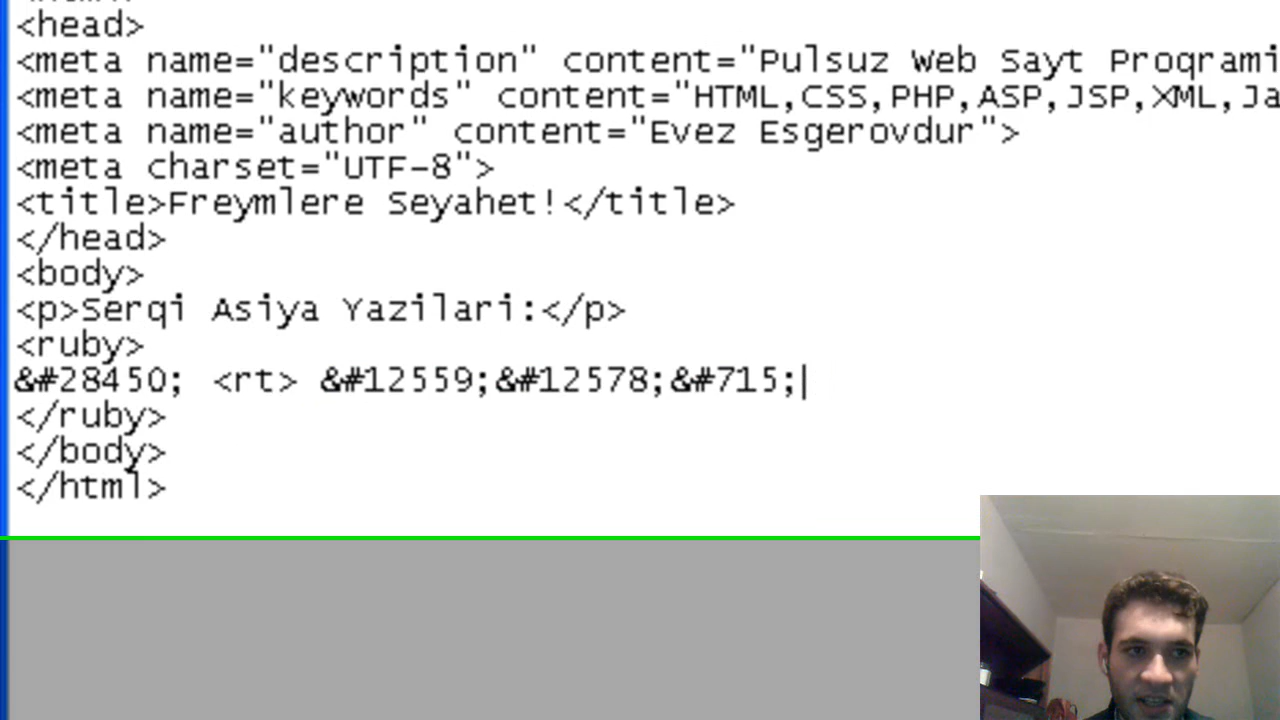 <head>
<meta name="description" content="Pulsuz Web Sayt Proqrami
<meta name="keywords" content="HTML,CSS,PHP,ASP,JSP,XML,Ja
<meta name="author" content="Evez Esgerovdur">
<meta charset="UTF-8">
<title>Freymlere Seyahet!</title>
</head>
<body>
<p>Serqi Asiya Yazilari:</p>
<ruby>
&#28450; <rt> &#12559;&#12578;&#715;
</ruby>
</body>
</html>